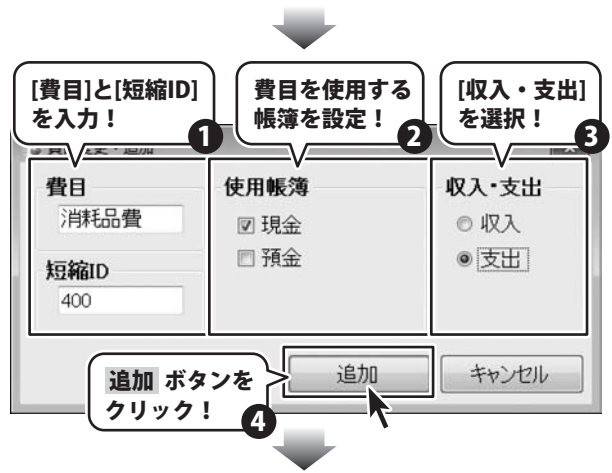 [費目]と[短縮ID]
を入力!
1
費目を使用する
帳簿を設定!
2
[収入・支出]
を選択!
3
費目
消耗品費
短縮ID
400
使用帳簿
現金
預金
収入・支出
収入
支出
追加 ボタンを
クリック!
4
追加
キャンセル